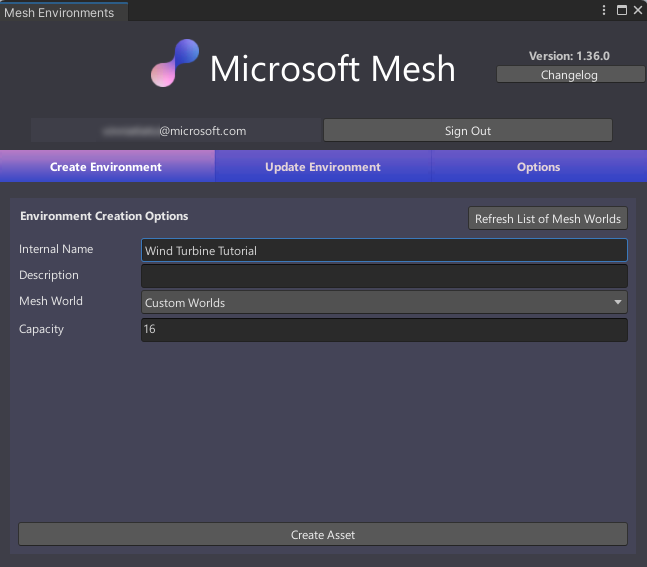 Mesh Environments
Microsoft Mesh
Version: 1.36.0
Changelog
@microsoft.com
Sign Out
Create Environment
Update Environment
Options
Environment Creation Options
Refresh List of Mesh Worlds
Internal Name
Wind Turbine Tutorial
Description
Mesh World
Custom Worlds
Capacity
16
Create Asset